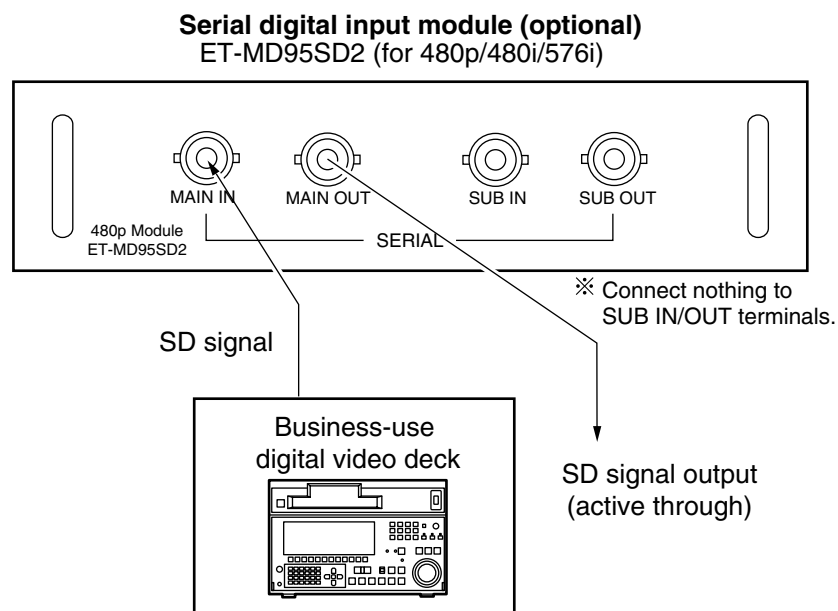 Serial digital input module (optional)
ET-MD95SD2 (for 480p/480i/576i)
MAIN IN
MAIN OUT
SUB IN
SUB OUT
480p Module
ET-MD95SD2
SERIAL
※ Connect nothing to
SUB IN/OUT terminals.
SD signal
Business-use
digital video deck
SD signal output
(active through)